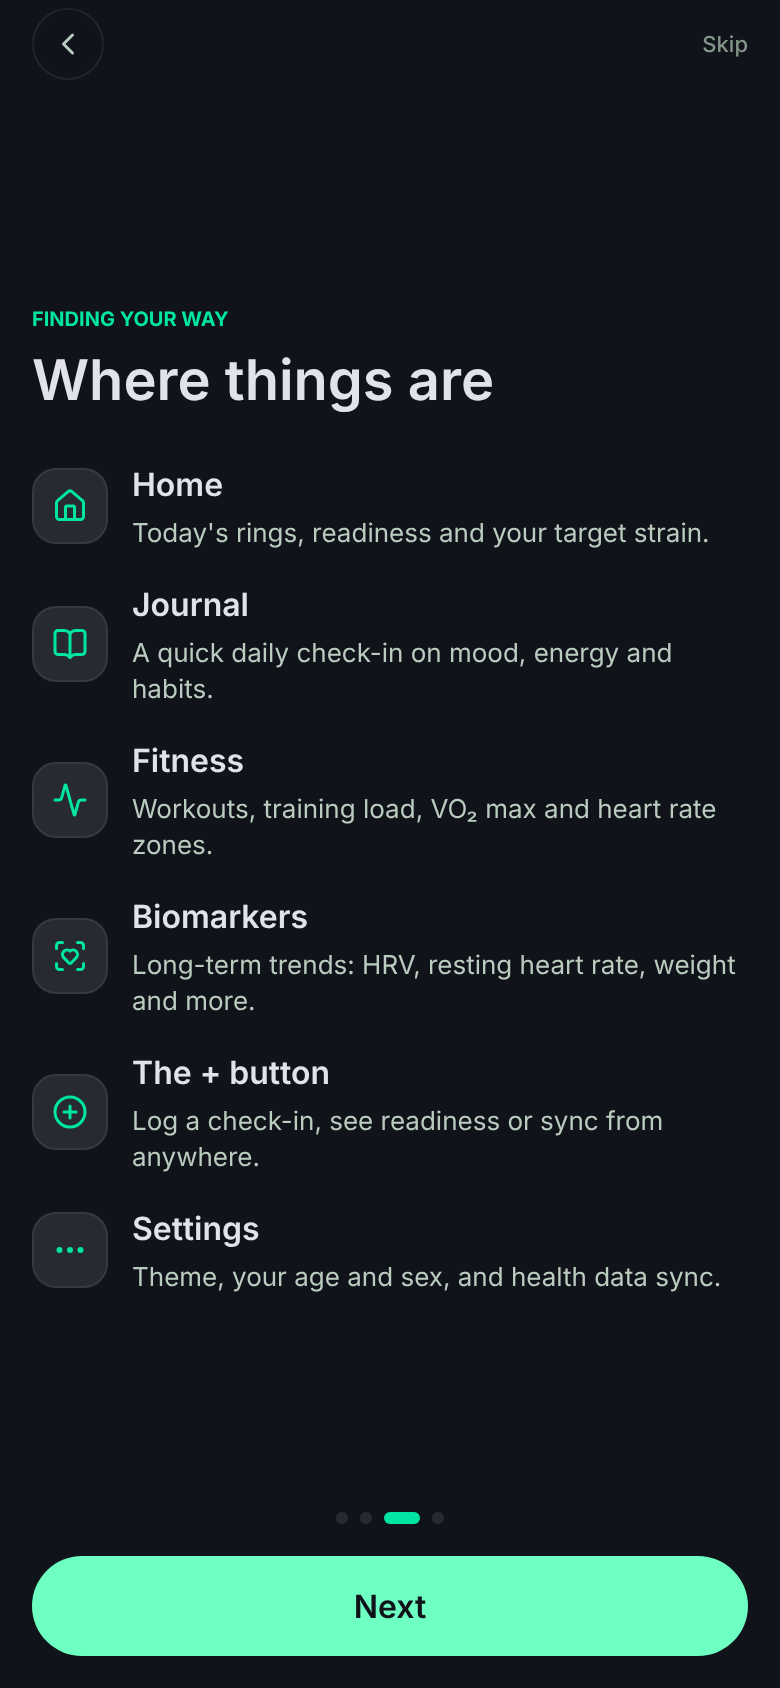 Skip
FINDING YOUR WAY
Where things are
Home
Today's rings, readiness and your target strain.
Journal
A quick daily check-in on mood, energy and
habits.
Fitness
Workouts, training load, VO₂ max and heart rate
zones.
Biomarkers
Long-term trends: HRV, resting heart rate, weight
and more.
The + button
Log a check-in, see readiness or sync from
anywhere.
Settings
Theme, your age and sex, and health data sync.
Next